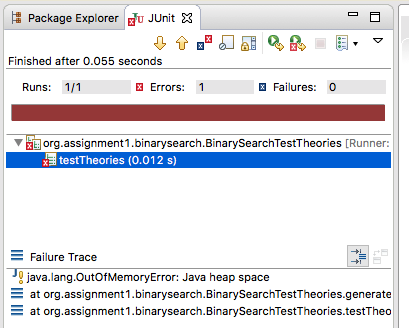 Package Explorer JUnit
Finished after 0.055 seconds
Runs: 1/1 Errors: 1 Failures: 0
org.assignment1.binarysearch.BinarySearchTestTheories [Runner:
testTheories (0.012 s)
Failure Trace
java.lang.OutOfMemoryError: Java heap space
at org.assignment1.binarysearch.BinarySearchTestTheories.generate
at org.assignment1.binarysearch.BinarySearchTestTheories.testTheo